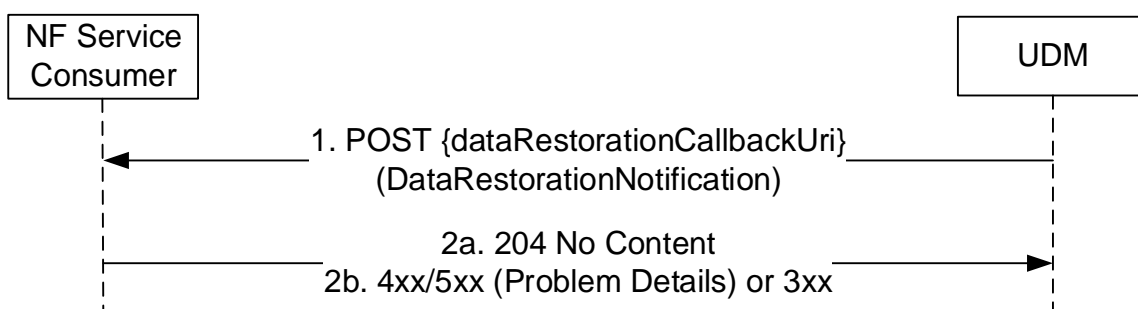 NF Service
Consumer
UDM
1. POST {dataRestorationCallbackUri}
(DataRestorationNotification)
2a. 204 No Content
2b. 4xx/5xx (Problem Details) or 3xx